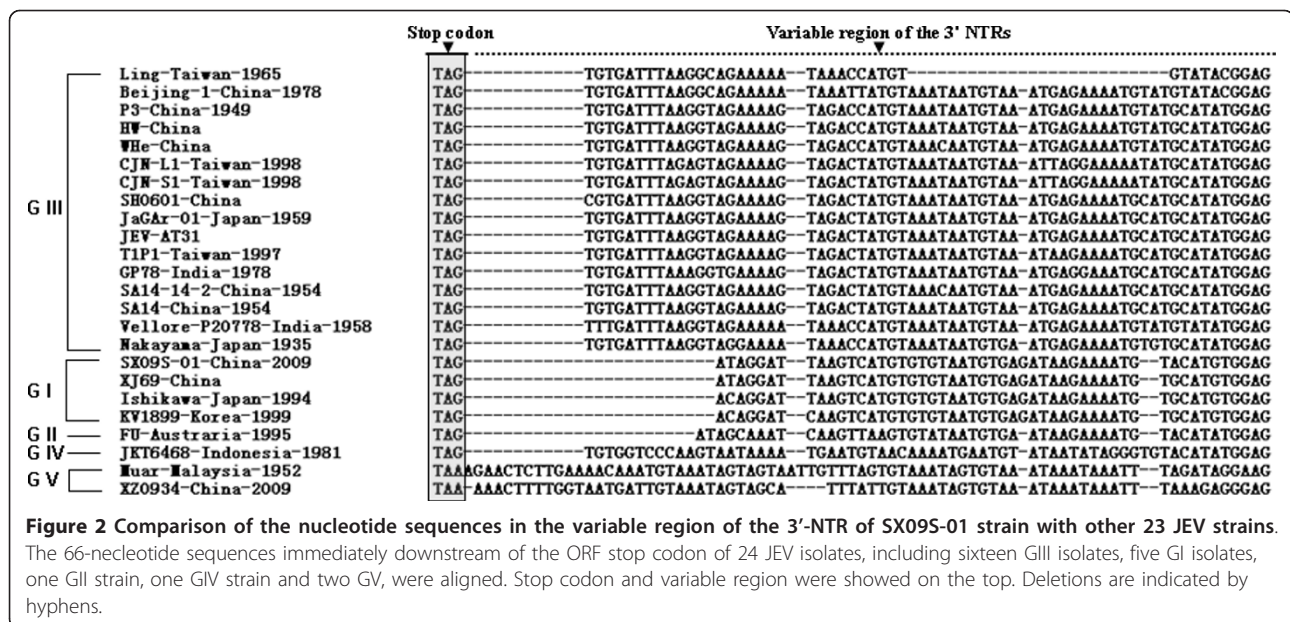 Stop codon Variable region of the 3' NTRs
Ling-Taiwan-1965 TAG-------------TGTGATTTAAGGCAGAAAAA--TAAACCATGT----------------------------GTATACGGAG
Beijing-1-China-1978 TAG-------------TGTGATTTAAGGCAGAAAAA--TAAATTATGTAAATAATGTAA-ATGAGAAAATGTATGTATACGGAG
P3-China-1949 TAG-------------TGTGATTTAAGGTAGAAAAG--TAGACCATGTAAATAATGTAA-ATGAGAAAATGTATGCATATGGAG
HW-China TAG-------------TGTGATTTAAGGTAGAAAAG--TAGACCATGTAAATAATGTAA-ATGAGAAAATGTATGCATATGGAG
WHe-China TAG-------------TGTGATTTAAGGTAGAAAAG--TAGACCATGTAAACAATGTAA-ATGAGAAAATGTATGCATATGGAG
CJN-L1-Taiwan-1998 TAG-------------TGTGATTTAGAGTAGAAAAG--TAGACTATGTAAATAATGTAA-ATTAGGAAAAATATGCATATGGAG
CJN-S1-Taiwan-1998 TAG-------------TGTGATTTAGAGTAGAAAAG--TAGACTATGTAAATAATGTAA-ATTAGGAAAAATATGCATATGGAG
SH0601-China TAG-------------CGTGATTTAAGGTAGAAAAG--TAGACTATGTAAATAATGTAA-ATGAGAAAATGCATGCATATGGAG
G III
JaGAr-01-Japan-1959 TAG-------------TGTGATTTAAGGTAGAAAAG--TAGACTATGTAAATAATGTAA-ATGAGAAAATGCATGCATATGGAG
JEV-AT31 TAG-------------TGTGATTTAAGGTAGAAAAG--TAGACTATGTAAATAATGTAA-ATGAGAAAATGCATGCATATGGAG
T1P1-Taiwan-1997 TAG-------------TGTGATTTAAGGTAGAAAAG--TAGACTATGTAAATAATGTAA-ATAAGAAAATGCATGCATATGGAG
GP78-India-1978 TAG-------------TGTGATTTAAAGGTGAAAAG--TAGACTATGTAAATAATGTAA-ATGAGGAAATGCATGCATATGGAG
SA14-14-2-China-1954 TAG-------------TGTGATTTAAGGTAGAAAAG--TAGACTATGTAAACAATGTAA-ATGAGAAAATGCATGCATATGGAG
SA14-China-1954 TAG-------------TGTGATTTAAGGTAGAAAAG--TAGACTATGTAAATAATGTAA-ATGAGAAAATGCATGCATATGGAG
Vellore-P20778-India-1958 TAG-------------TTTGATTTAAGGTAGAAAAA--TAAACCATGTAAATAATGTAA-ATGAGAAAATGTATGTATATGGAG
Nakayama-Japan-1935 TAG-------------TGTGATTTAAGGTAGGAAAA--TAAACCATGTAAATAATGTGA-ATGAGAAAATGTGTGCATATGGAG
SX09S-01-China-2009 TAG---------------------------ATAGGAT--TAAGTCATGTGTGTAATGTGAGATAAGAAAATG--TACATGTGGAG
G I
XJ69-China TAG---------------------------ATAGGAT--TAAGTCATGTGTGTAATGTGAGATAAGAAAATG--TGCATGTGGAG
Ishikawa-Japan-1994 TAG---------------------------ACAGGAT--TAAGTCATGTGTGTAATGTGAGATAAGAAAATG--TGCATGTGGAG
KV1899-Korea-1999 TAG---------------------------ACAGGAT--CAAGTCATGTGTGTAATGTGAGATAAGAAAATG--TGCATGTGGAG
G II FU-Austraria-1995 TAG-------------------------ATAGCAAAT--CAAGTTAAGTGTATAATGTGA-ATAAGAAAATG--TACATATGGAG
G IV JKT6468-Indonesia-1981 TAG-------------TGTGGTCCCAAGTAATAAAA--TGAATGTAACAAAATGAATGT-ATAATATAGGGTGTGCATATGGAG
G V
Muar-Malaysia-1952 TAAAGAACTCTTGAAAACAAATGTAAATAGTAGTAATTGTTTAGTGTAAATAGTGTAA-ATAAATAAATT--TAGATAGGAAG
XZ0934-China-2009 TAA-AAACTTTTGGTAATGATTGTAAATAGTAGCA----TTTATTGTAAATAGTGTAA-ATAAATAAATT--TAAAGAGGGAG
Figure 2 Comparison of the nucleotide sequences in the variable region of the 3'-NTR of SX09S-01 strain with other 23 JEV strains.
The 66-necleotide sequences immediately downstream of the ORF stop codon of 24 JEV isolates, including sixteen GIII isolates, five GI isolates,
one GII strain, one GIV strain and two GV, were aligned. Stop codon and variable region were showed on the top. Deletions are indicated by
hyphens.